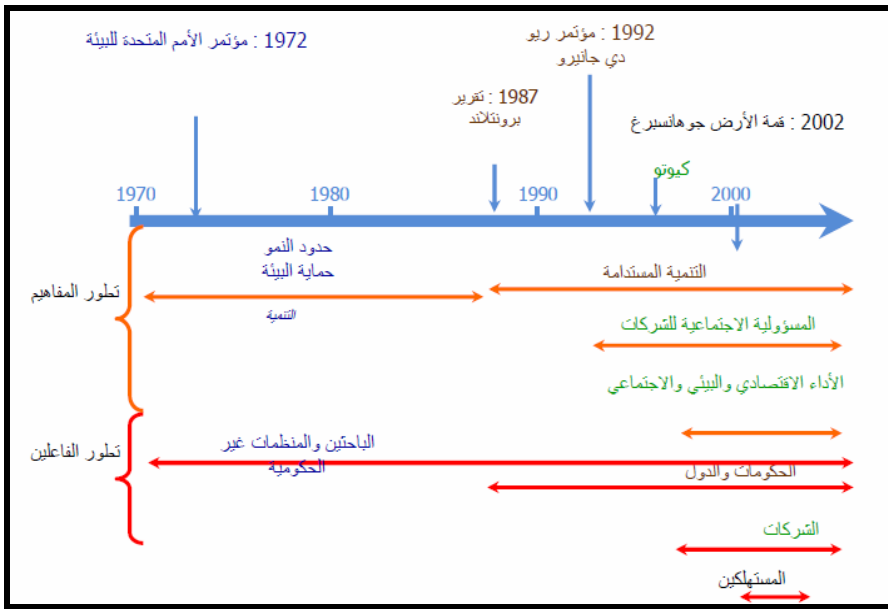 1972 : مؤتمر الأمم المتحدة للبيئة
1992 : مؤتمر ريو
دي جانيرو
1987 : تقرير
برونتلاند
2002 : قمة الأرض جوهانسبرغ
كيوتو
1970
1980
1990
2000
تطور المفاهيم
حدود النمو
حماية البيئة
التنمية
التنمية المستدامة
المسؤولية الاجتماعية للشركات
الأداء الاقتصادي والبيئي والاجتماعي
تطور الفاعلين
الباحثين والمنظمات غير
الحكومية
الحكومات والدول
الشركات
المستهلكين